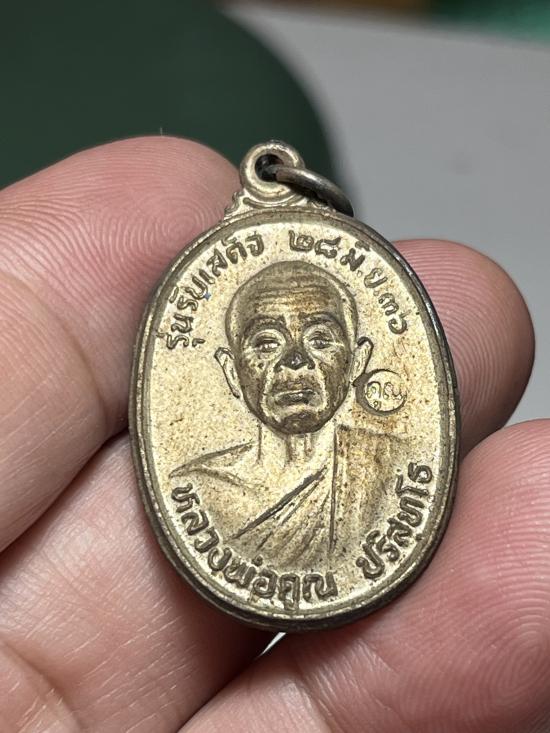 รุ่นรับเสด็จ ๒๘ มิ.ย.๓๖
คูณ
หลวงพ่อคูณ ปริสุทฺโธ